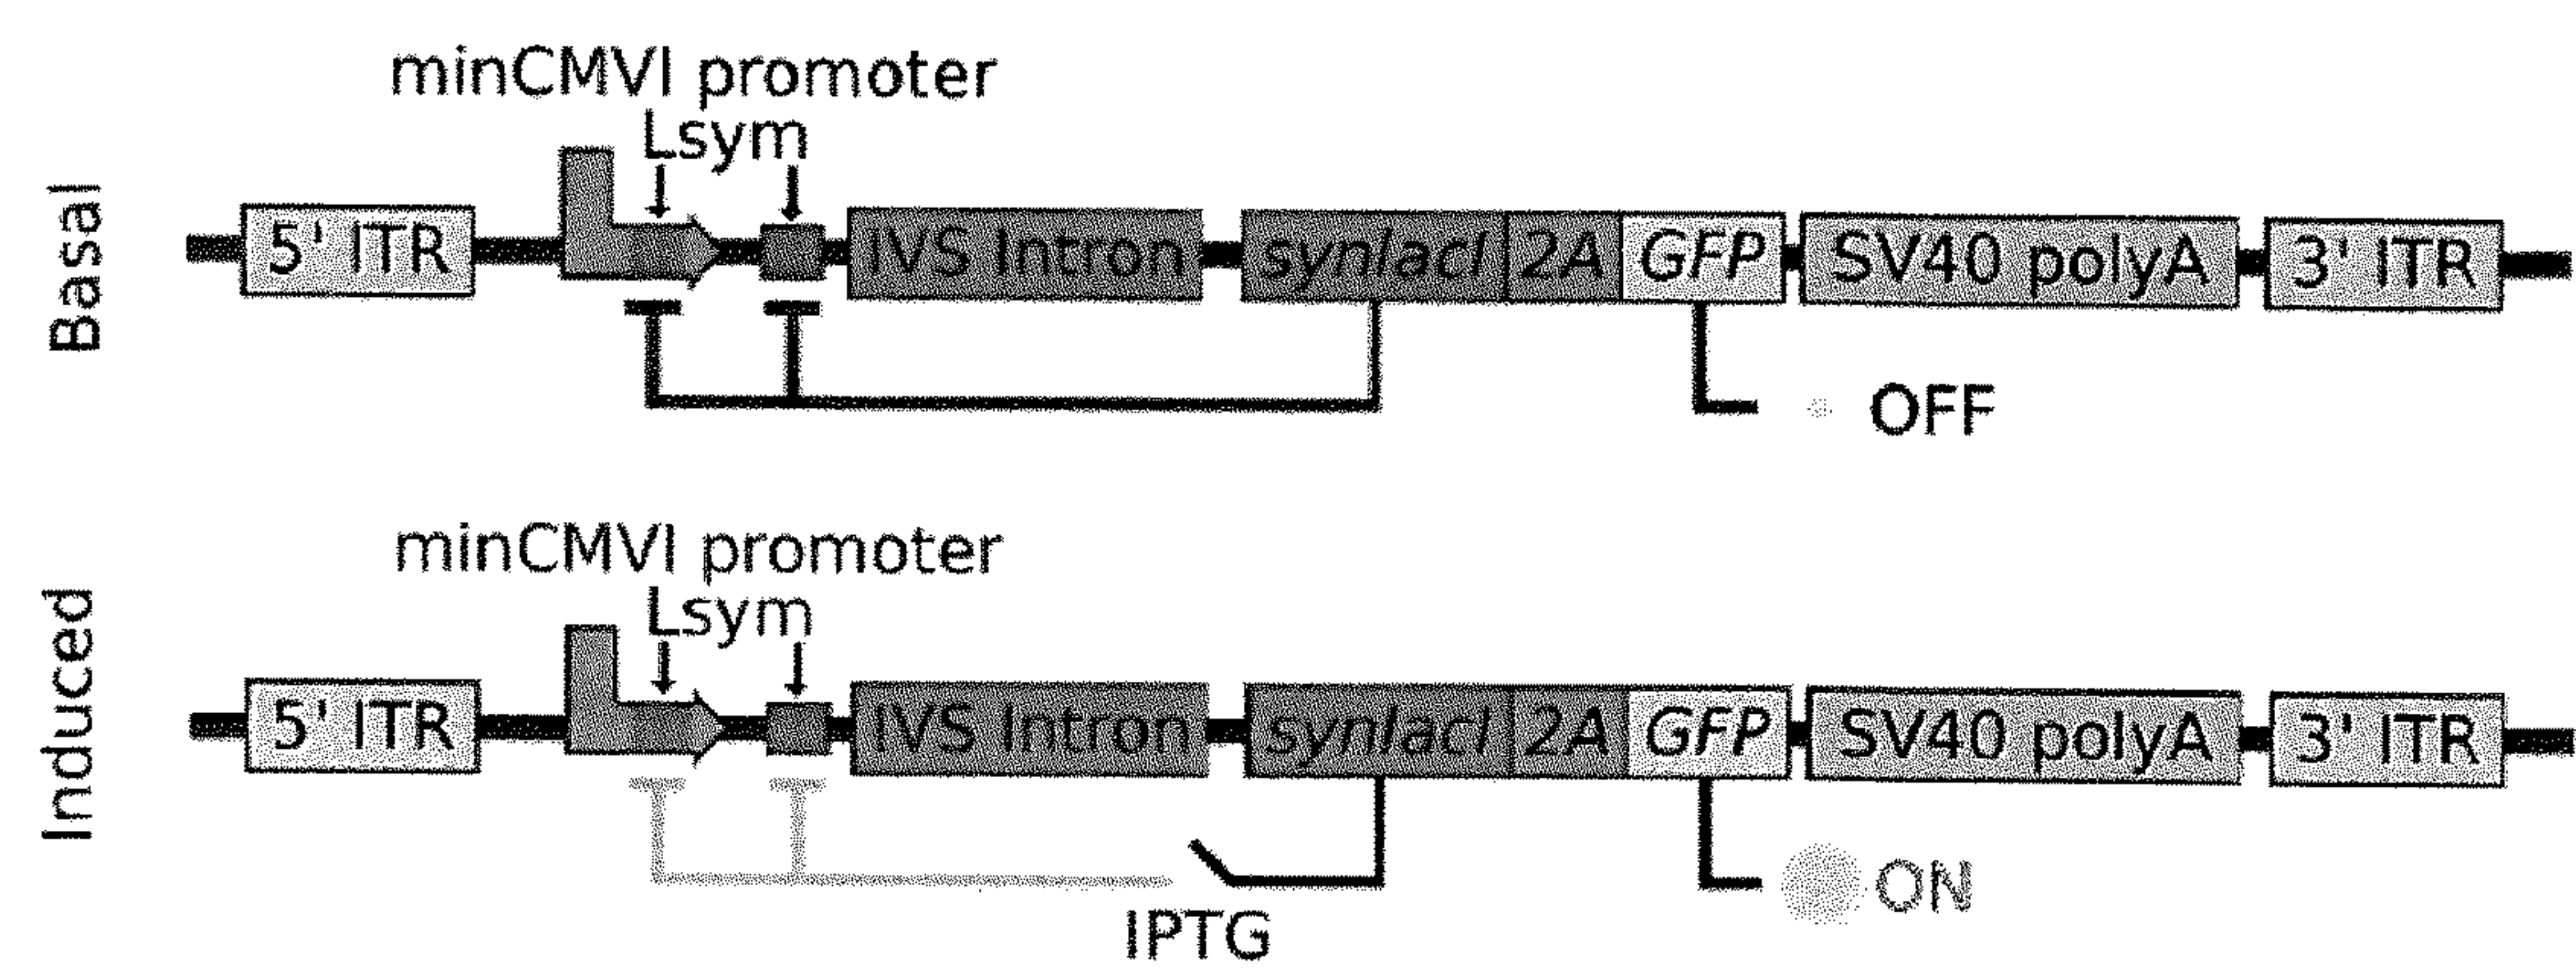 Basal
minCMVI promoter
Lsym
5' ITR
IVS Intron
synlacI
2A
GFP
SV40 polyA
3' ITR
OFF
Induced
minCMVI promoter
Lsym
5' ITR
IVS Intron
synlacI
2A
GFP
SV40 polyA
3' ITR
IPTG
ON